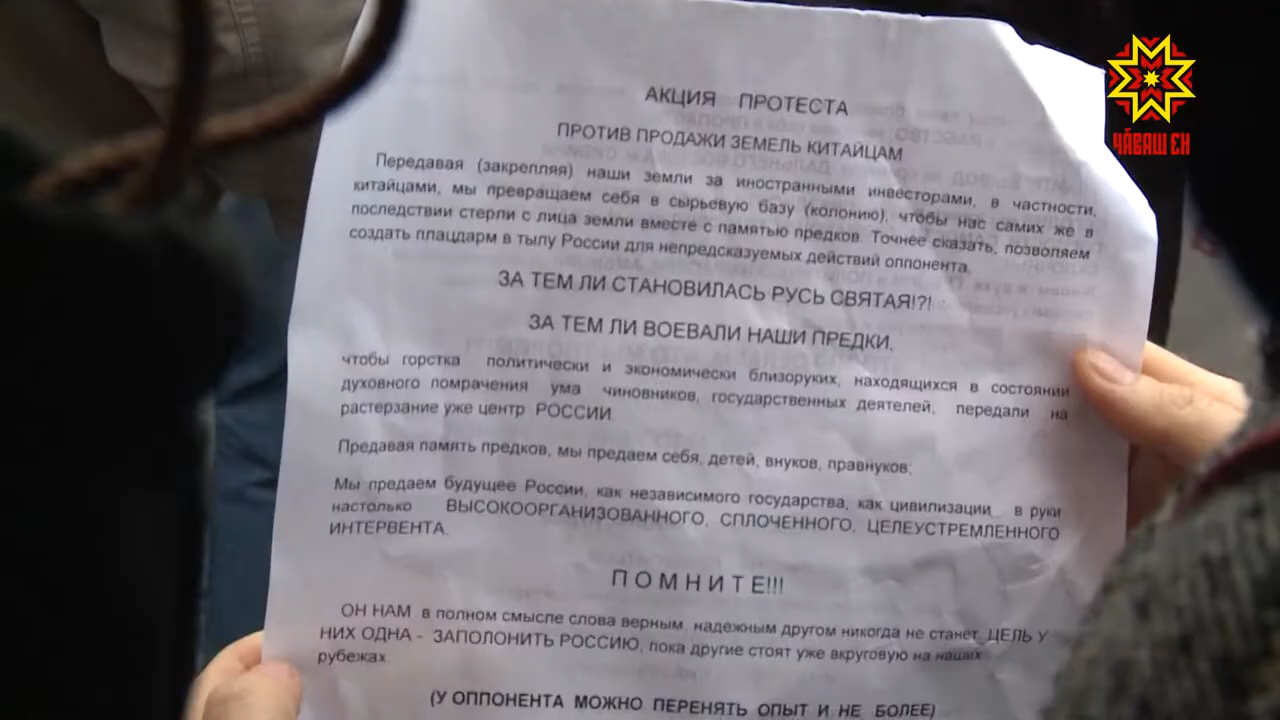 АКЦИЯ ПРОТЕСТА
ПРОТИВ ПРОДАЖИ ЗЕМЕЛЬ КИТАЙЦАМ
Передавая (закрепляя) наши земли за иностранными инвесторами, в частности,
китайцами, мы превращаем себя в сырьевую базу (колонию), чтобы нас самих же в
последствии стерли с лица земли вместе с памятью предков. Точнее сказать, позволяем
создать плацдарм в тылу России для непредсказуемых действий оппонента.
ЗА ТЕМ ЛИ СТАНОВИЛАСЬ РУСЬ СВЯТАЯ!?!
ЗА ТЕМ ЛИ ВОЕВАЛИ НАШИ ПРЕДКИ,
чтобы горстка политически и экономически близоруких, находящихся в состоянии
духовного помрачения ума чиновников, государственных деятелей, передали на
растерзание уже центр РОССИИ.
Предавая память предков, мы предаем себя, детей, внуков, правнуков;
Мы предаем будущее России, как независимого государства, как цивилизации_ в руки
настолько ВЫСОКООРГАНИЗОВАННОГО, СПЛОЧЕННОГО, ЦЕЛЕУСТРЕМЛЕННОГО
ИНТЕРВЕНТА.
П О М Н И Т Е!!!
ОН НАМ в полном смысле слова верным, надежным другом никогда не станет_ЦЕЛЬ У
НИХ ОДНА - ЗАПОЛОНИТЬ РОССИЮ, пока другие стоят уже вкруговую на наших
рубежах.
(У ОППОНЕНТА МОЖНО ПЕРЕНЯТЬ ОПЫТ И НЕ БОЛЕЕ)
ЧӐВАШ ЕН